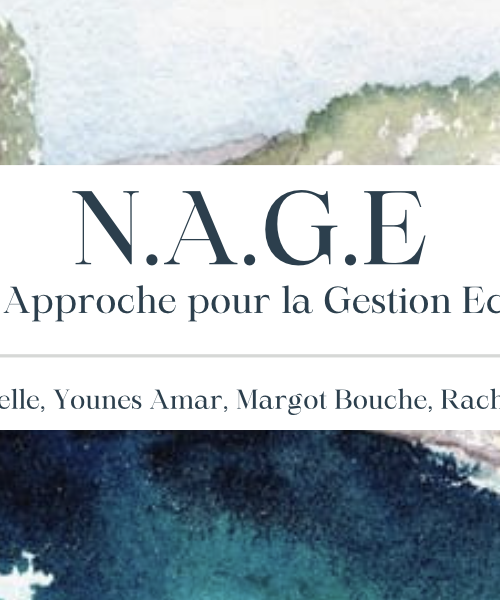 N.A.G.E
Approche pour la Gestion Ec
elle, Younes Amar, Margot Bouche, Rach